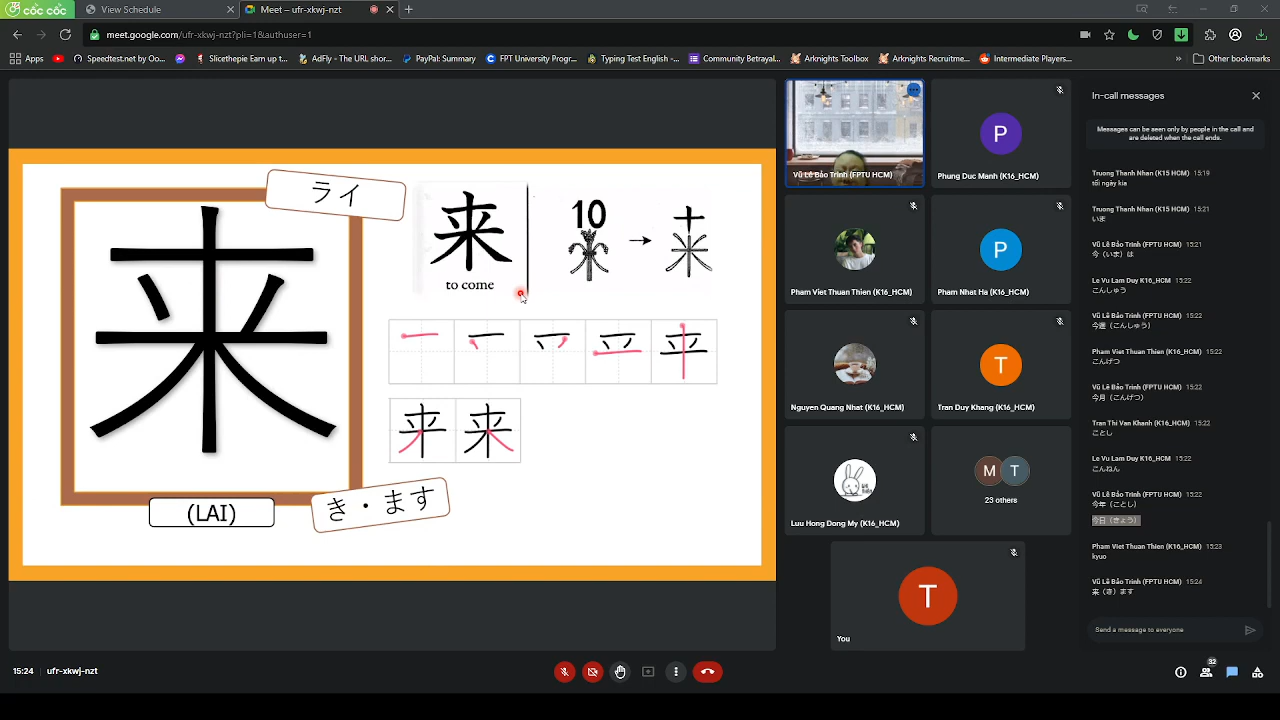 cốc cốc
View Schedule
Meet – ufr-xkwj-nzt
meet.google.com/ufr-xkwj-nzt?pli=1&authuser=1
Apps
Speedtest.net by Oo...
Slicethepie Earn up t...
AdFly - The URL shor...
PayPal: Summary
FPT University Progr...
Typing Test English -...
Community Betrayal...
Arknights Toolbox
Arknights Recruitme...
Intermediate Players...
»
Other bookmarks
ライ
来
(LAI)
き・ます
来
to come
10
→
十
米
来
来
Vũ Lê Bảo Trình (FPTU HCM)
P
Phung Duc Manh (K16_HCM)
Pham Viet Thuan Thien (K16_HCM)
P
Pham Nhat Ha (K16_HCM)
Nguyen Quang Nhat (K16_HCM)
T
Tran Duy Khang (K16_HCM)
Luu Hong Dong My (K16_HCM)
M
T
23 others
T
You
In-call messages
Messages can be seen only by people in the call and
are deleted when the call ends.
Truong Thanh Nhan (K15 HCM) 15:19
tối ngày kia
Truong Thanh Nhan (K15 HCM) 15:21
いま
Vũ Lê Bảo Trình (FPTU HCM) 15:21
今（いま）は
Le Vu Lam Duy K16_HCM 15:22
こんしゅう
Vũ Lê Bảo Trình (FPTU HCM) 15:22
今週（こんしゅう）
Pham Viet Thuan Thien (K16_HCM) 15:22
こんげつ
Vũ Lê Bảo Trình (FPTU HCM) 15:22
今月（こんげつ）
Tran Thi Van Khanh (K16_HCM) 15:22
ことし
Le Vu Lam Duy K16_HCM 15:22
こんねん
Vũ Lê Bảo Trình (FPTU HCM) 15:22
今年（ことし）
今日（きょう）
Pham Viet Thuan Thien (K16_HCM) 15:23
kyuo
Vũ Lê Bảo Trình (FPTU HCM) 15:24
来（き）ます
Send a message to everyone
15:24
ufr-xkwj-nzt
32